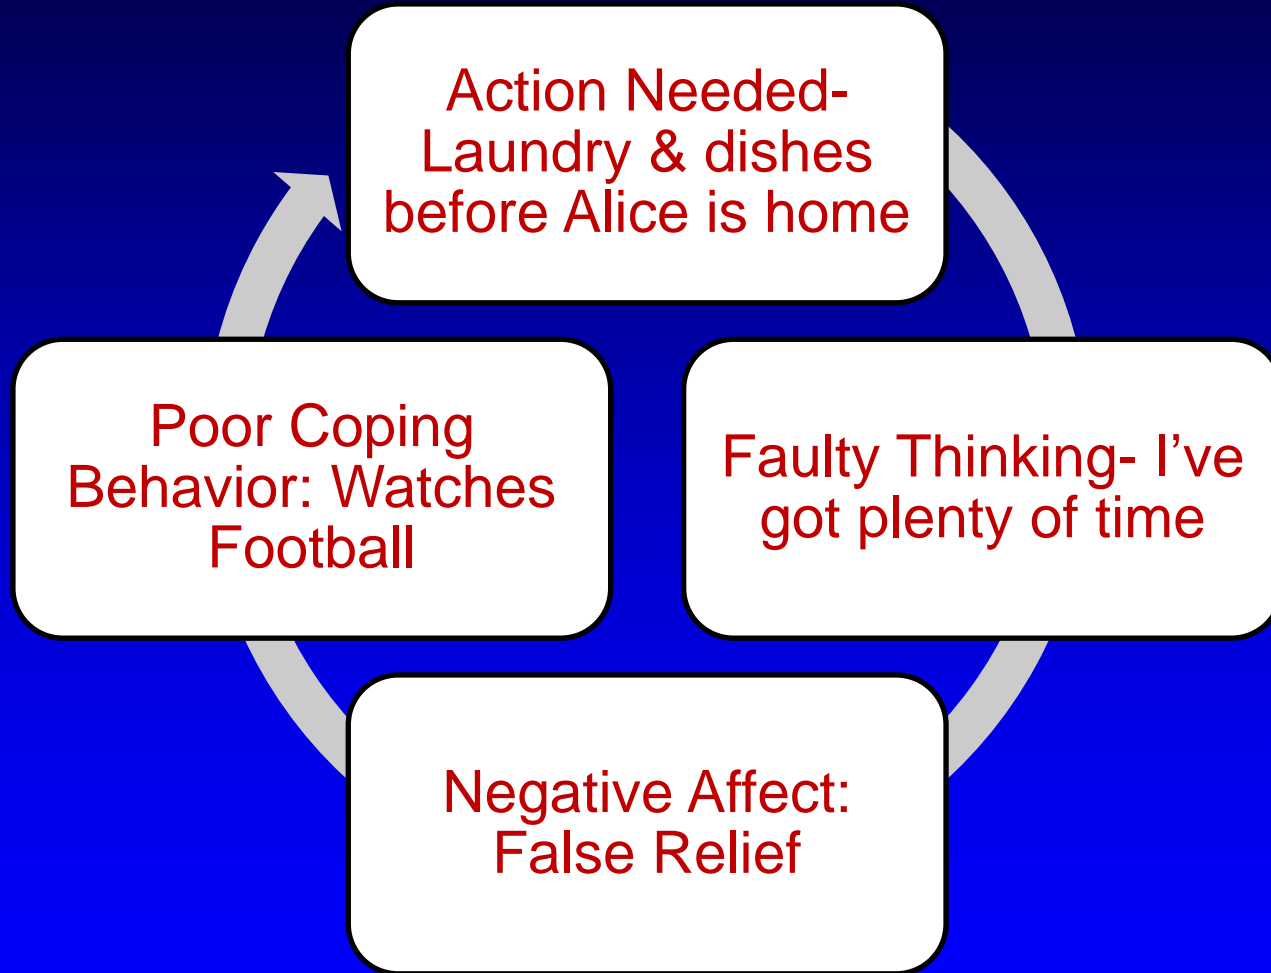 Action Needed-
Laundry & dishes
before Alice is home
Faulty Thinking- I’ve
got plenty of time
Negative Affect:
False Relief
Poor Coping
Behavior: Watches
Football